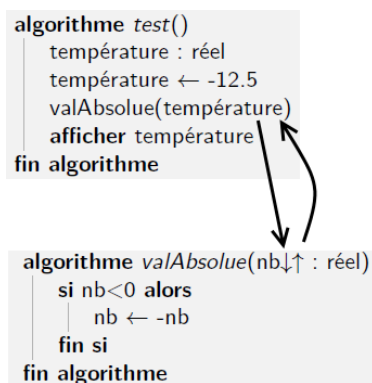 algorithme test()
température : réel
température ← -12.5
valAbsolue(température)
afficher température
fin algorithme
algorithme valAbsolue(nb↓↑ : réel)
si nb<0 alors
nb ← -nb
fin si
fin algorithme